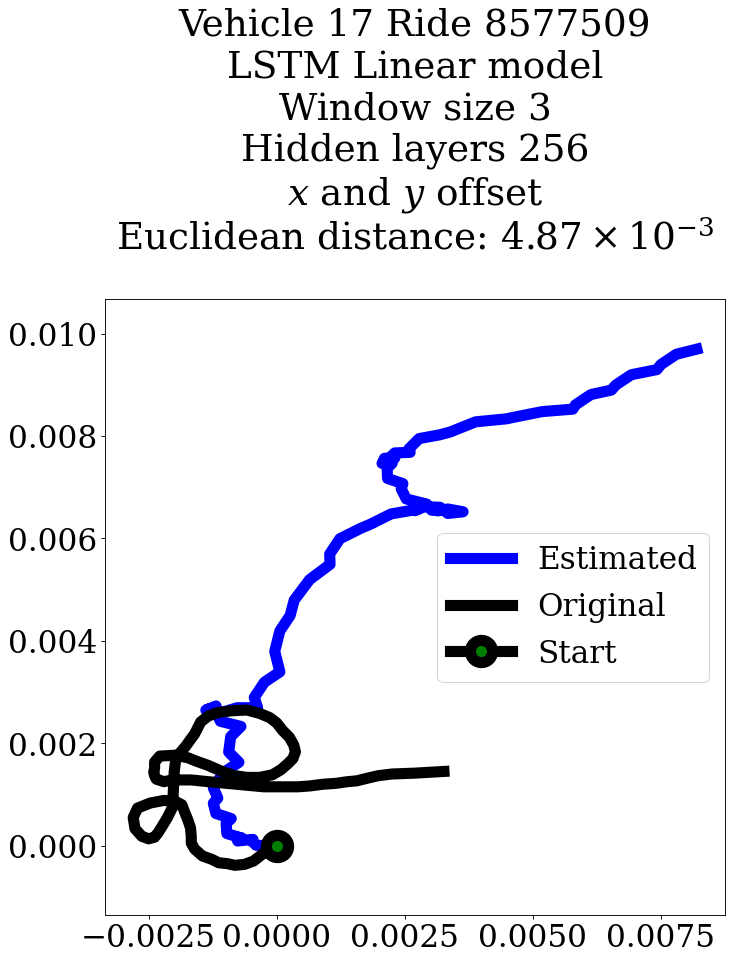 Vehicle 17 Ride 8577509
LSTM Linear model
Window size 3
Hidden layers 256
x and y offset
Euclidean distance: 4.87 × 10⁻³
0.010
0.008
0.006
0.004
0.002
0.000
Estimated
Original
Start
−0.0025 0.0000 0.0025 0.0050 0.0075